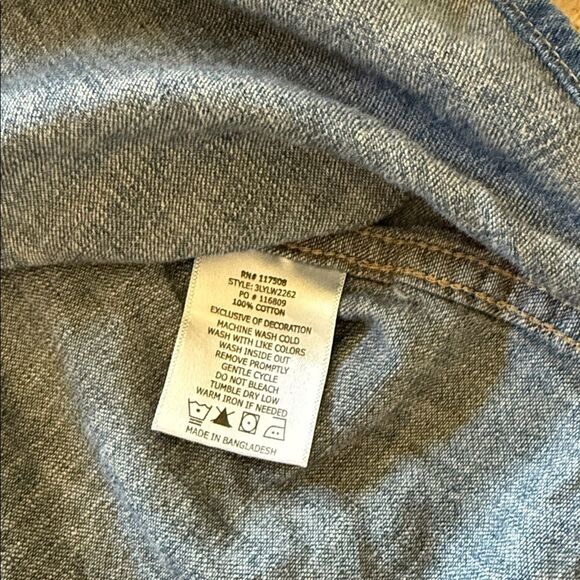 RN# 117508
STYLE: 3LYLW2262
PO # 116809
100% COTTON
EXCLUSIVE OF DECORATION
MACHINE WASH COLD
WASH WITH LIKE COLORS
WASH INSIDE OUT
REMOVE PROMPTLY
GENTLE CYCLE
DO NOT BLEACH
TUMBLE DRY LOW
WARM IRON IF NEEDED
MADE IN BANGLADESH